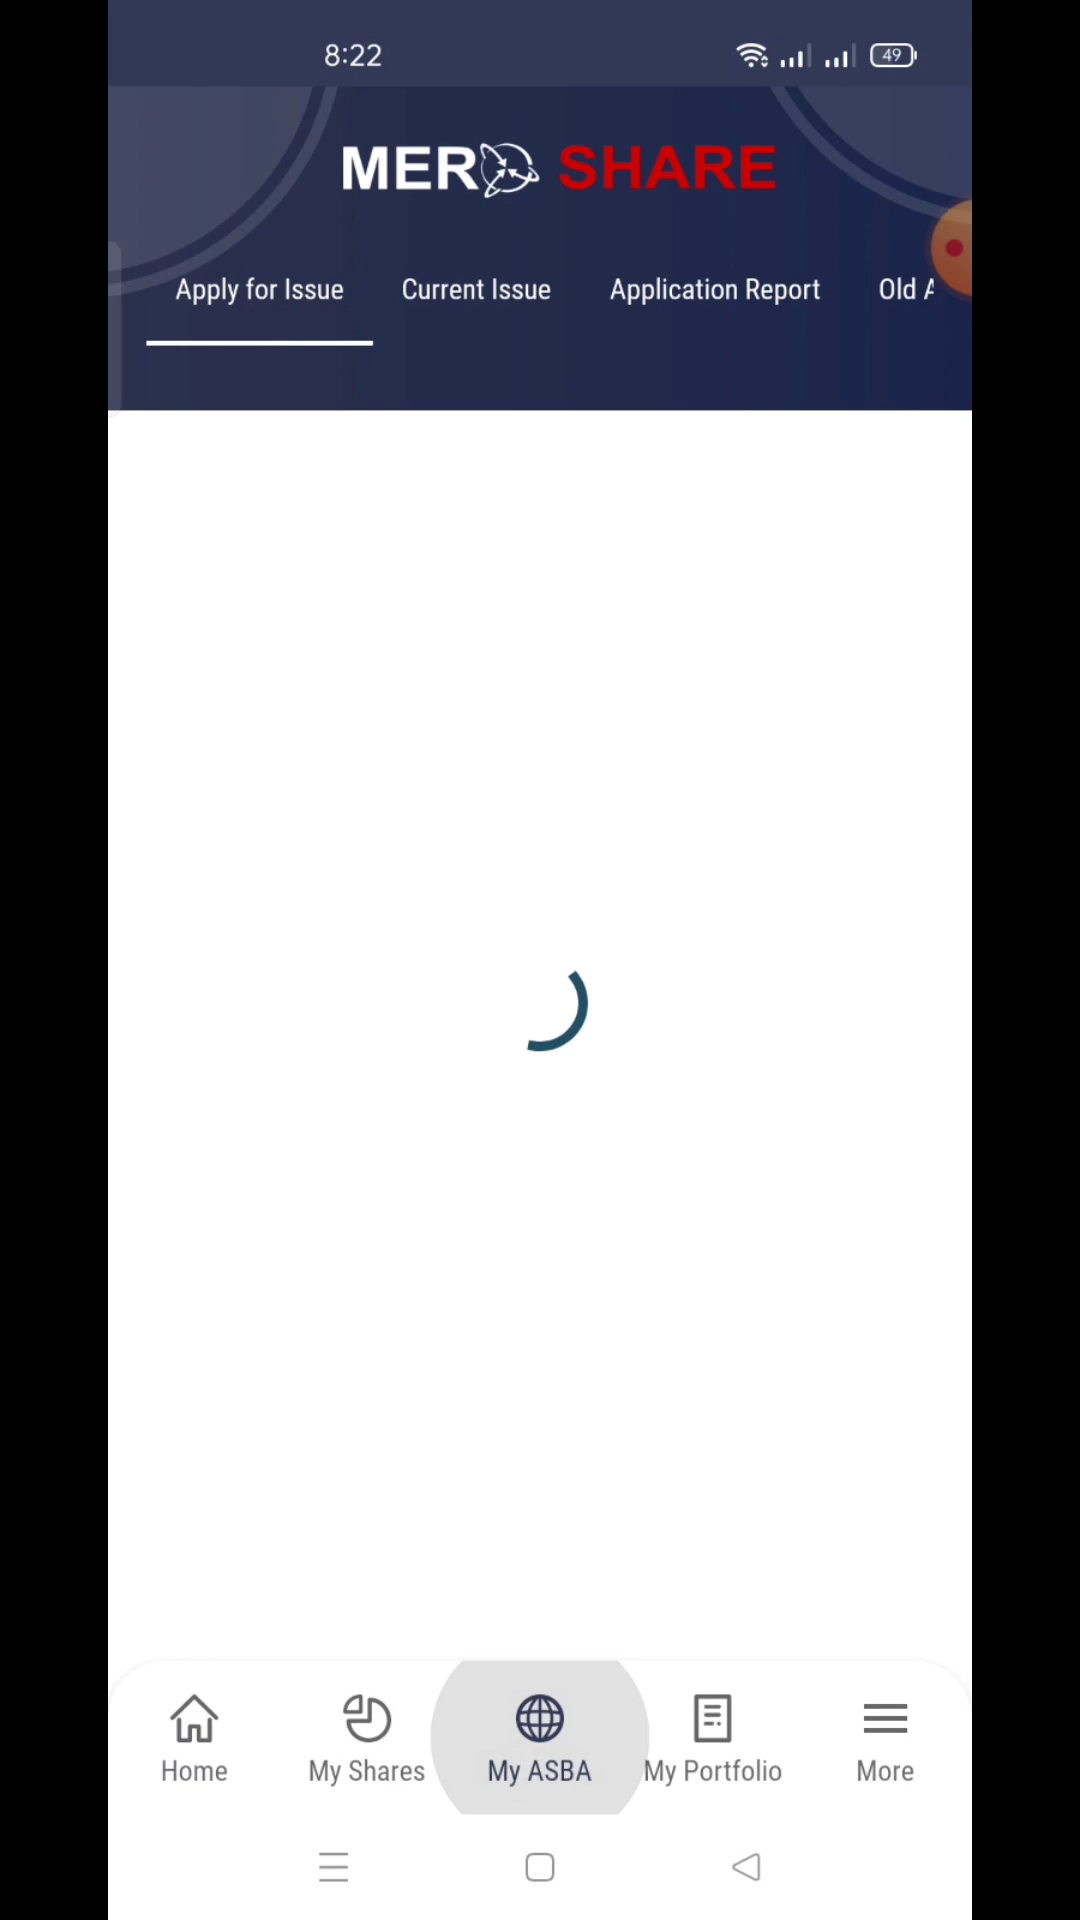 8:22
49
MERO SHARE
Apply for Issue Current Issue Application Report Old
Home My Shares My ASBA My Portfolio More